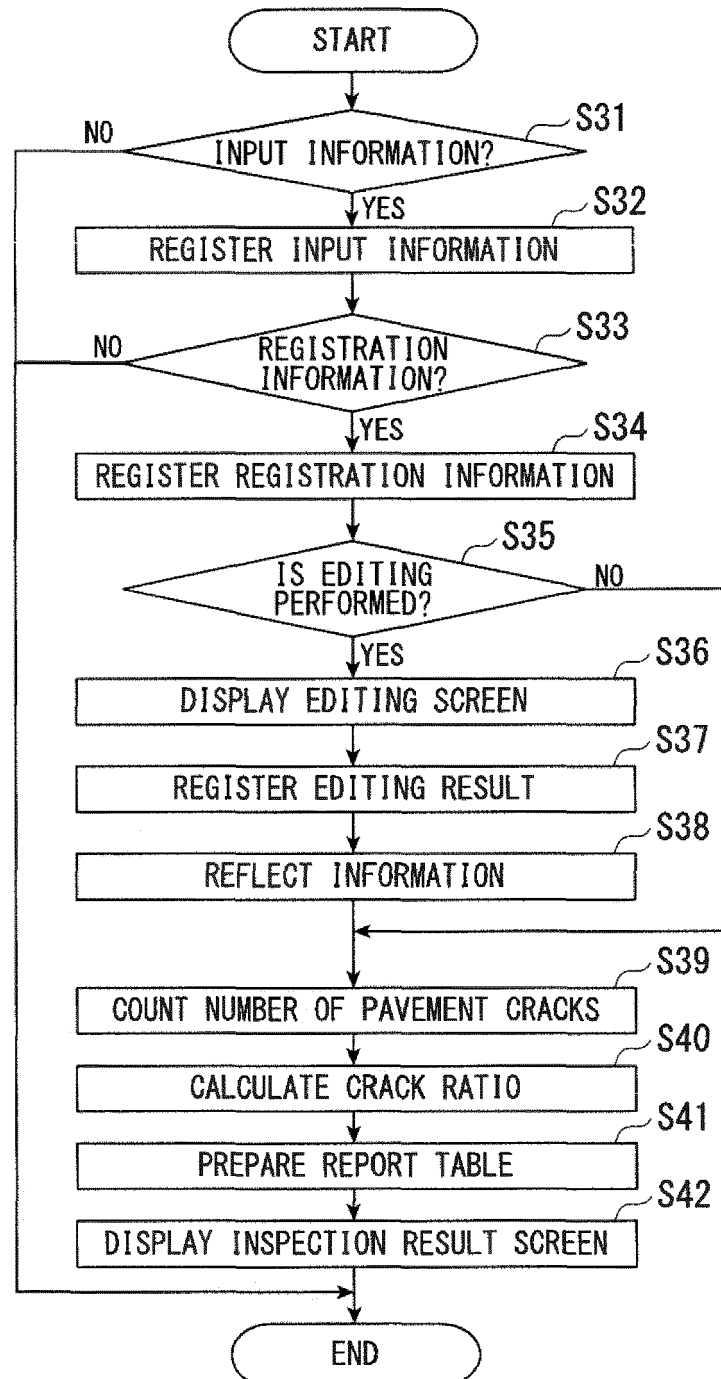 START
S31
NO
INPUT INFORMATION?
YES
S32
REGISTER INPUT INFORMATION
S33
NO
REGISTRATION
INFORMATION?
YES
S34
REGISTER REGISTRATION INFORMATION
S35
IS EDITING
PERFORMED?
NO
YES
S36
DISPLAY EDITING SCREEN
S37
REGISTER EDITING RESULT
S38
REFLECT INFORMATION
S39
COUNT NUMBER OF PAVEMENT CRACKS
S40
CALCULATE CRACK RATIO
S41
PREPARE REPORT TABLE
S42
DISPLAY INSPECTION RESULT SCREEN
END